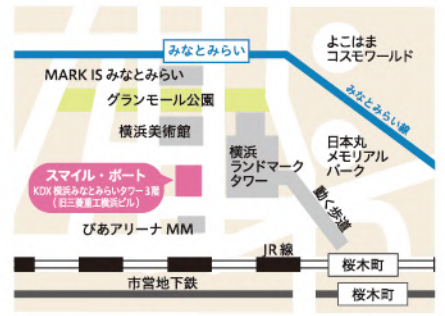 みなとみらい
よこはま
コスモワールド
MARK IS みなとみらい
みなとみらい線
グランモール公園
横浜美術館
横浜
ランドマーク
タワー
日本丸
メモリアル
パーク
スマイル・ポート
KDX 横浜みなとみらいタワー 3階
(旧三菱重工横浜ビル)
動く歩道
ぴあアリーナ MM
JR 線
桜木町
市営地下鉄
桜木町